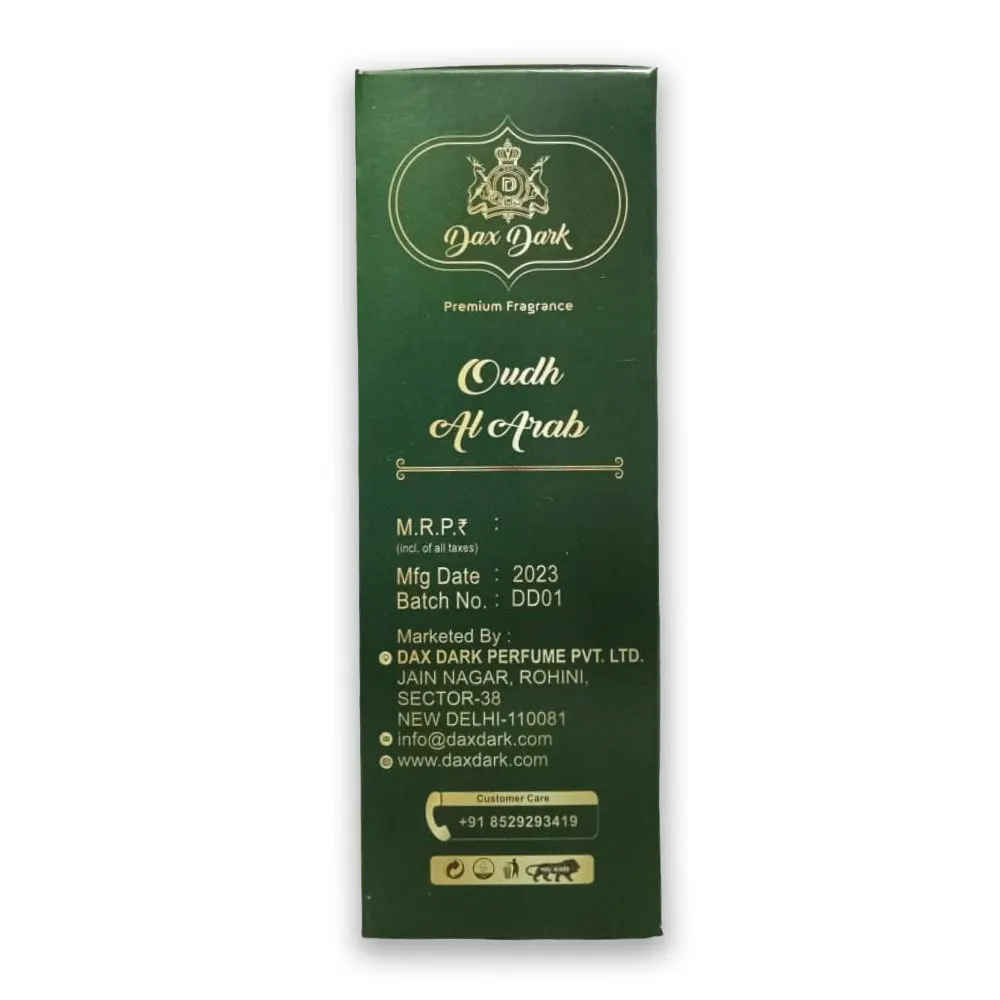 D
Dax Dark
Premium Fragrance
Oudh
Al Arab
M.R.P.₹ :
(incl. of all taxes)
Mfg Date : 2023
Batch No. : DD01
Marketed By :
DAX DARK PERFUME PVT. LTD.
JAIN NAGAR, ROHINI,
SECTOR-38
NEW DELHI-110081
info@daxdark.com
www.daxdark.com
Customer Care
+91 8529293419